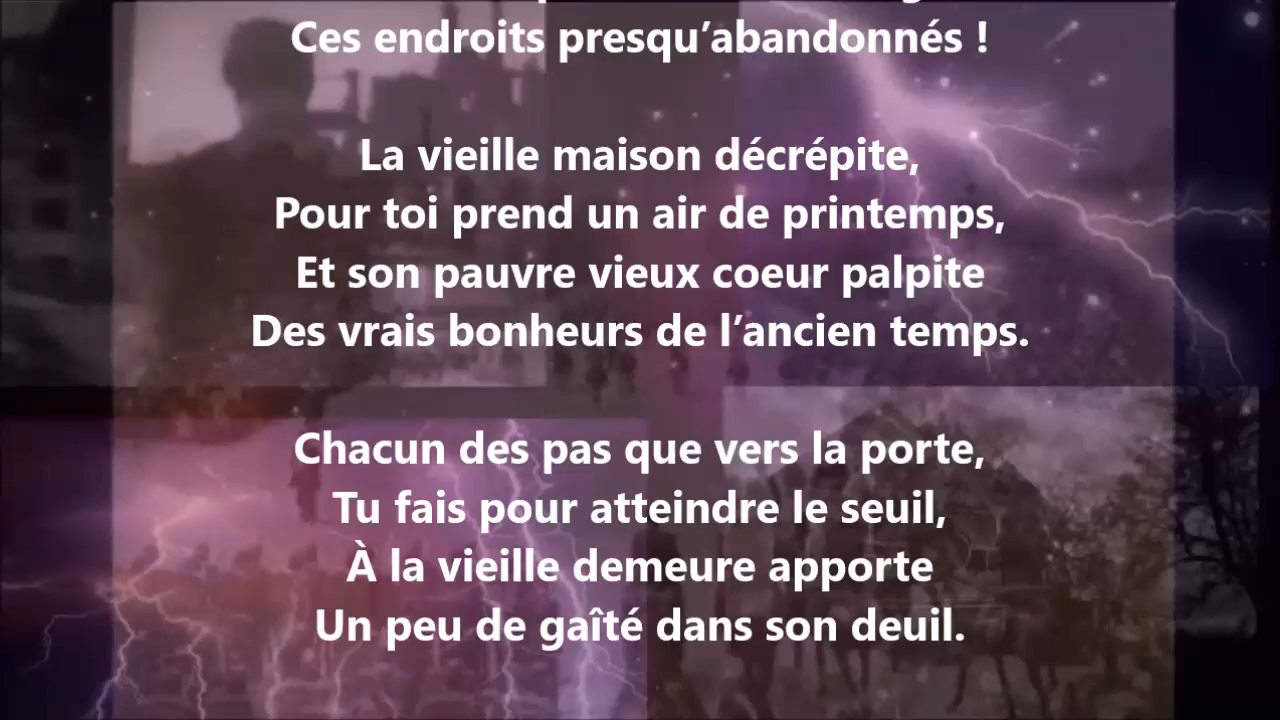 Ces endroits presqu’abandonnés !
La vieille maison décrépite,
Pour toi prend un air de printemps,
Et son pauvre vieux coeur palpite
Des vrais bonheurs de l’ancien temps.
Chacun des pas que vers la porte,
Tu fais pour atteindre le seuil,
À la vieille demeure apporte
Un peu de gaîté dans son deuil.